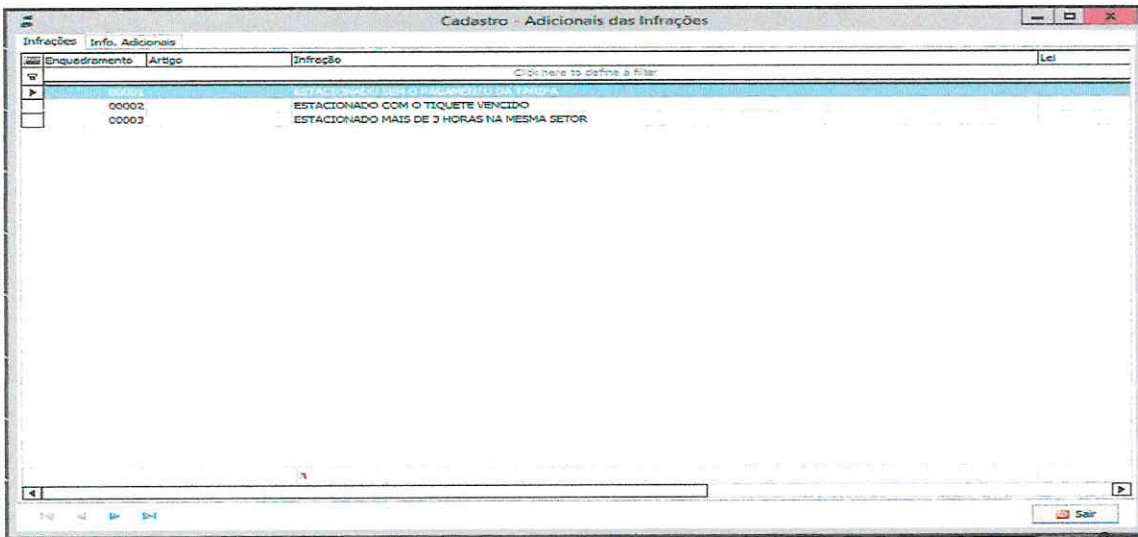 Cadastro - Adicionais das Infrações
Infrações Info. Adicionais
Enquadramento Artigo Infração Lei
Click here to define a filter
00001 ESTACIONADO SEM O PAGAMENTO DA TARIFA
00002 ESTACIONADO COM O TIQUETE VENCIDO
00003 ESTACIONADO MAIS DE 3 HORAS NA MESMA SETOR
3
Sair